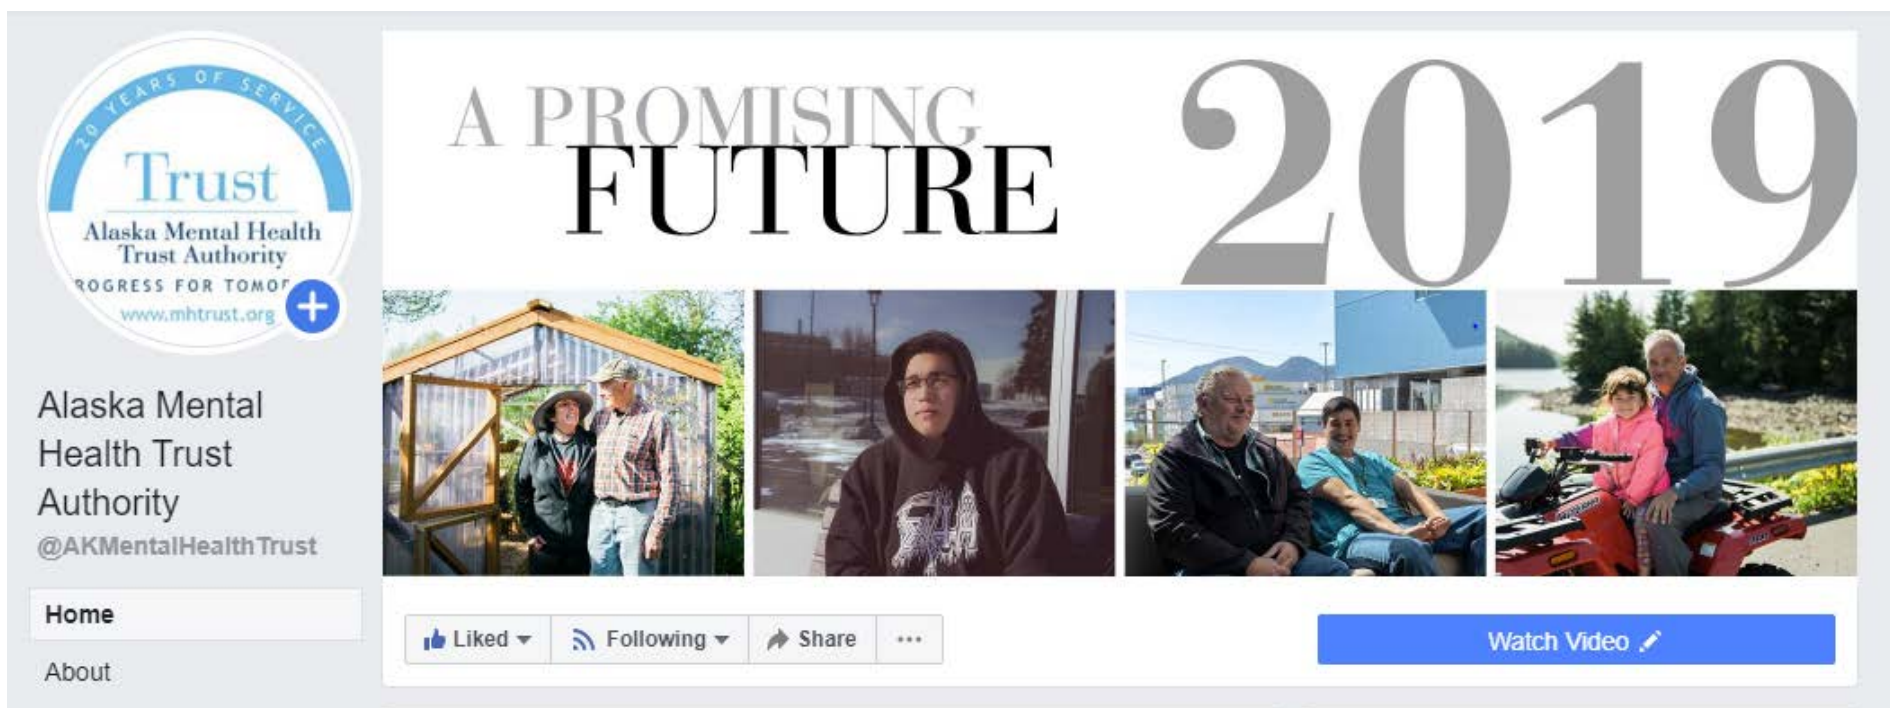 20 YEARS OF SERVICE
Trust
Alaska Mental Health
Trust Authority
ROGRESS FOR TOMOR
www.mhtrust.org
Alaska Mental
Health Trust
Authority
@AKMentalHealthTrust
Home
About
A PROMISING
FUTURE
2019
Liked
Following
Share
Watch Video